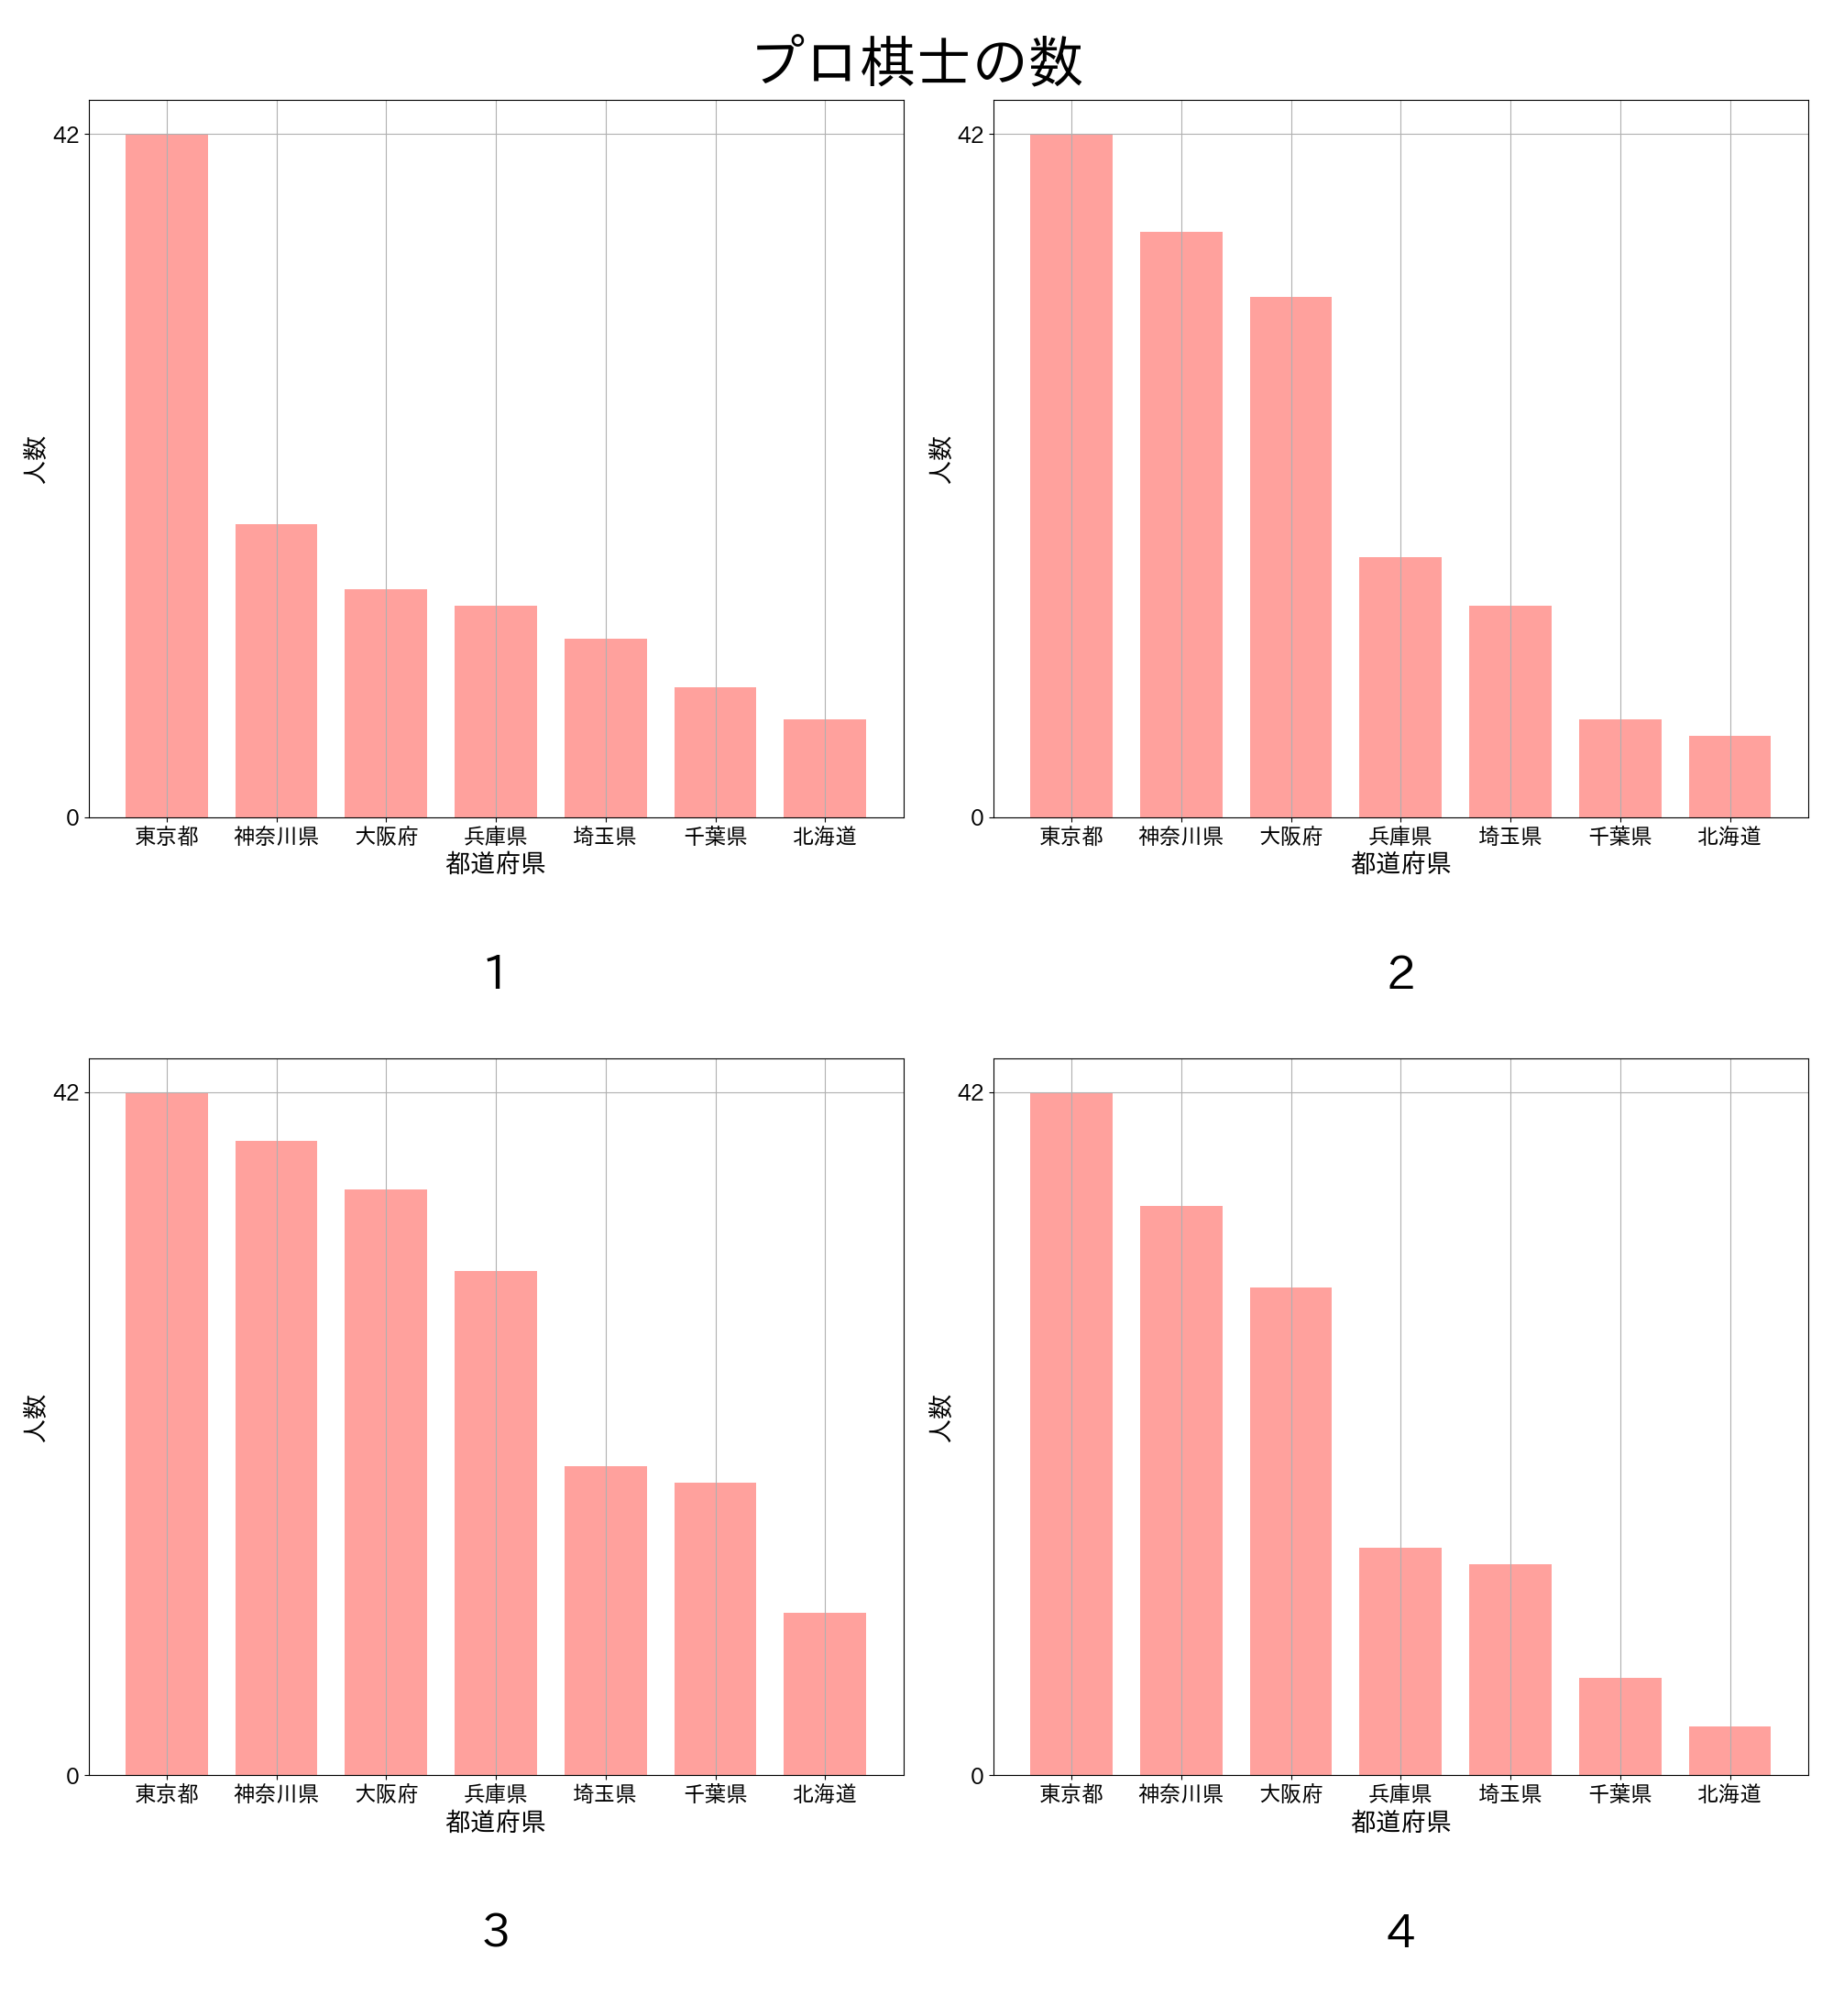 プロ棋士の数
42
人数
0
東京都 神奈川県 大阪府 兵庫県 埼玉県 千葉県 北海道
都道府県
1
42
人数
0
東京都 神奈川県 大阪府 兵庫県 埼玉県 千葉県 北海道
都道府県
2
42
人数
0
東京都 神奈川県 大阪府 兵庫県 埼玉県 千葉県 北海道
都道府県
3
42
人数
0
東京都 神奈川県 大阪府 兵庫県 埼玉県 千葉県 北海道
都道府県
4